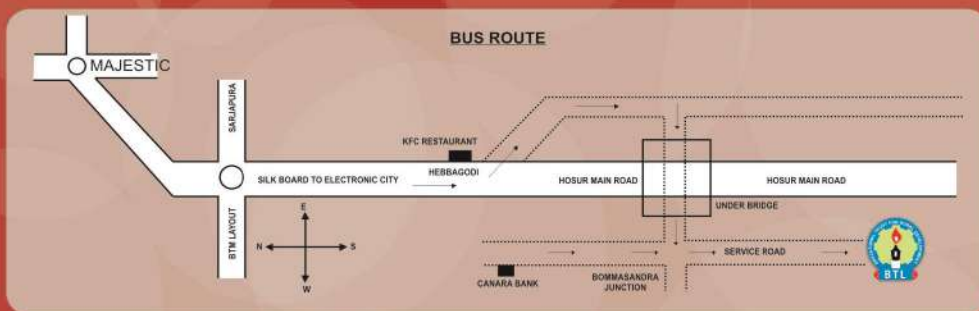 BUS ROUTE
MAJESTIC
SARJAPURA
KFC RESTAURANT
HEBBAGODI
SILK BOARD TO ELECTRONIC CITY
HOSUR MAIN ROAD
HOSUR MAIN ROAD
BTM LAYOUT
E
N
S
W
UNDER BRIDGE
SERVICE ROAD
CANARA BANK
BOMMASANDRA
JUNCTION
BTL